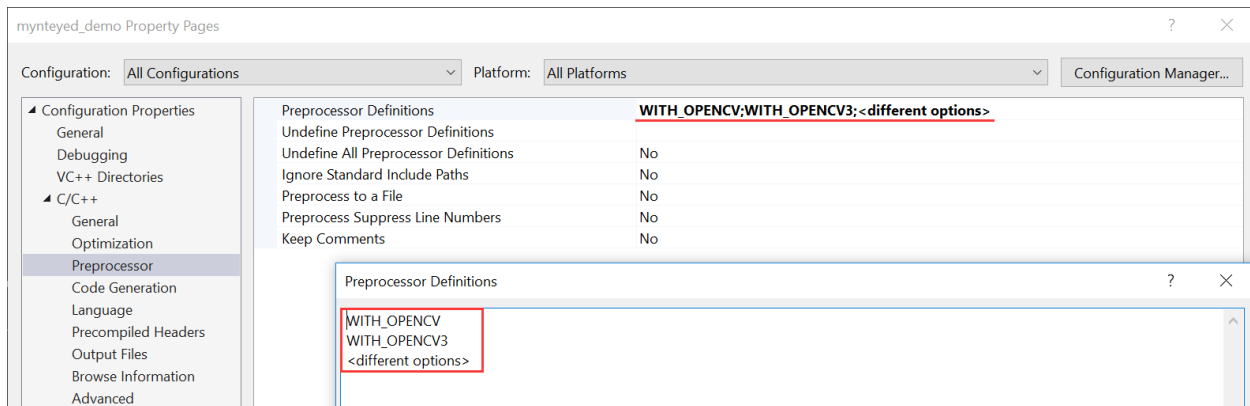 mynteyed_demo Property Pages ?
Configuration: All Configurations Platform: All Platforms Configuration Manager...
Configuration Properties
General
Debugging
VC++ Directories
C/C++
General
Optimization
Preprocessor
Code Generation
Language
Precompiled Headers
Output Files
Browse Information
Advanced
Preprocessor Definitions WITH_OPENCV;WITH_OPENCV3;<different options>
Undefine Preprocessor Definitions
Undefine All Preprocessor Definitions No
Ignore Standard Include Paths No
Preprocess to a File No
Preprocess Suppress Line Numbers No
Keep Comments No
Preprocessor Definitions ?
WITH_OPENCV
WITH_OPENCV3
<different options>